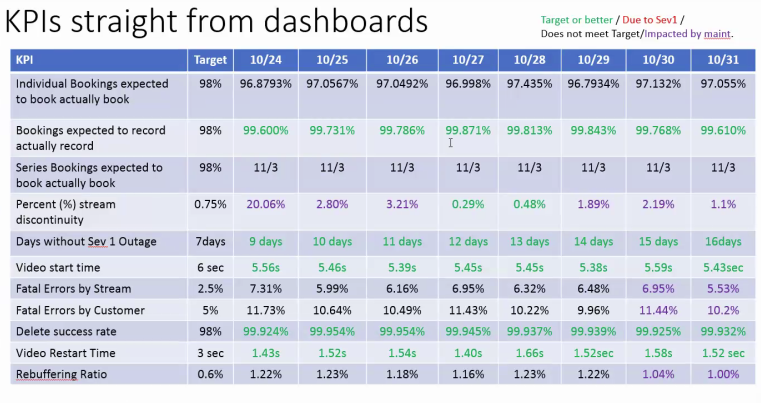 KPIs straight from dashboards
Target or better / Due to Sev1 /
Does not meet Target/Impacted by maint.
KPI Target 10/24 10/25 10/26 10/27 10/28 10/29 10/30 10/31
Individual Bookings expected to book actually book 98% 96.8793% 97.0567% 97.0492% 96.998% 97.435% 96.7934% 97.132% 97.055%
Bookings expected to record actually record 98% 99.600% 99.731% 99.786% 99.871% 99.813% 99.843% 99.768% 99.610%
Series Bookings expected to book actually book 98% 11/3 11/3 11/3 11/3 11/3 11/3 11/3 11/3
Percent (%) stream discontinuity 0.75% 20.06% 2.80% 3.21% 0.29% 0.48% 1.89% 2.19% 1.1%
Days without Sev 1 Outage 7days 9 days 10 days 11 days 12 days 13 days 14 days 15 days 16days
Video start time 6 sec 5.56s 5.46s 5.39s 5.45s 5.45s 5.38s 5.59s 5.43sec
Fatal Errors by Stream 2.5% 7.31% 5.99% 6.16% 6.95% 6.32% 6.48% 6.95% 5.53%
Fatal Errors by Customer 5% 11.73% 10.64% 10.49% 11.43% 10.22% 9.96% 11.44% 10.2%
Delete success rate 98% 99.924% 99.954% 99.954% 99.945% 99.937% 99.939% 99.925% 99.932%
Video Restart Time 3 sec 1.43s 1.52s 1.54s 1.40s 1.66s 1.52sec 1.58s 1.52 sec
Rebuffering Ratio 0.6% 1.22% 1.23% 1.18% 1.16% 1.23% 1.22% 1.04% 1.00%